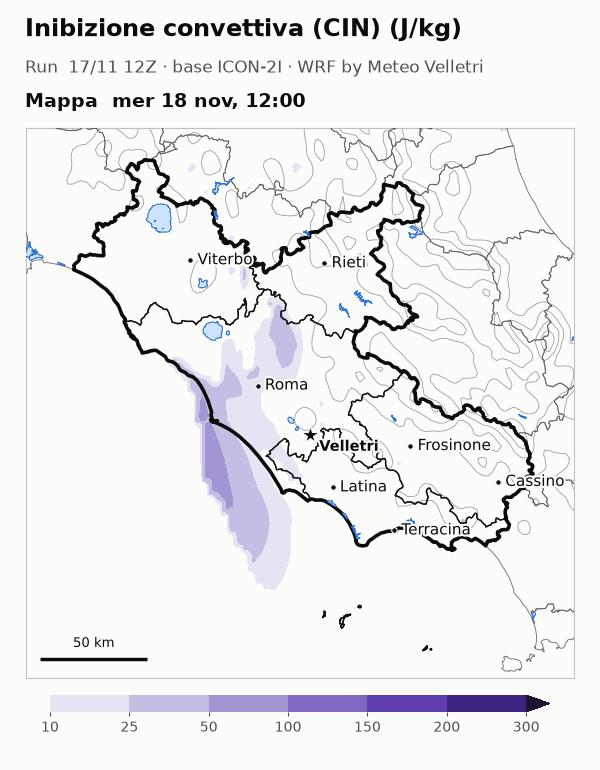 Inibizione convettiva (CIN) (J/kg)
Run  17/11 12Z · base ICON-2I · WRF by Meteo Velletri
Mappa  mer 18 nov, 12:00
Viterbo
Rieti
Roma
Velletri
Frosinone
Cassino
Latina
Terracina
50 km
10 25 50 100 150 200 300